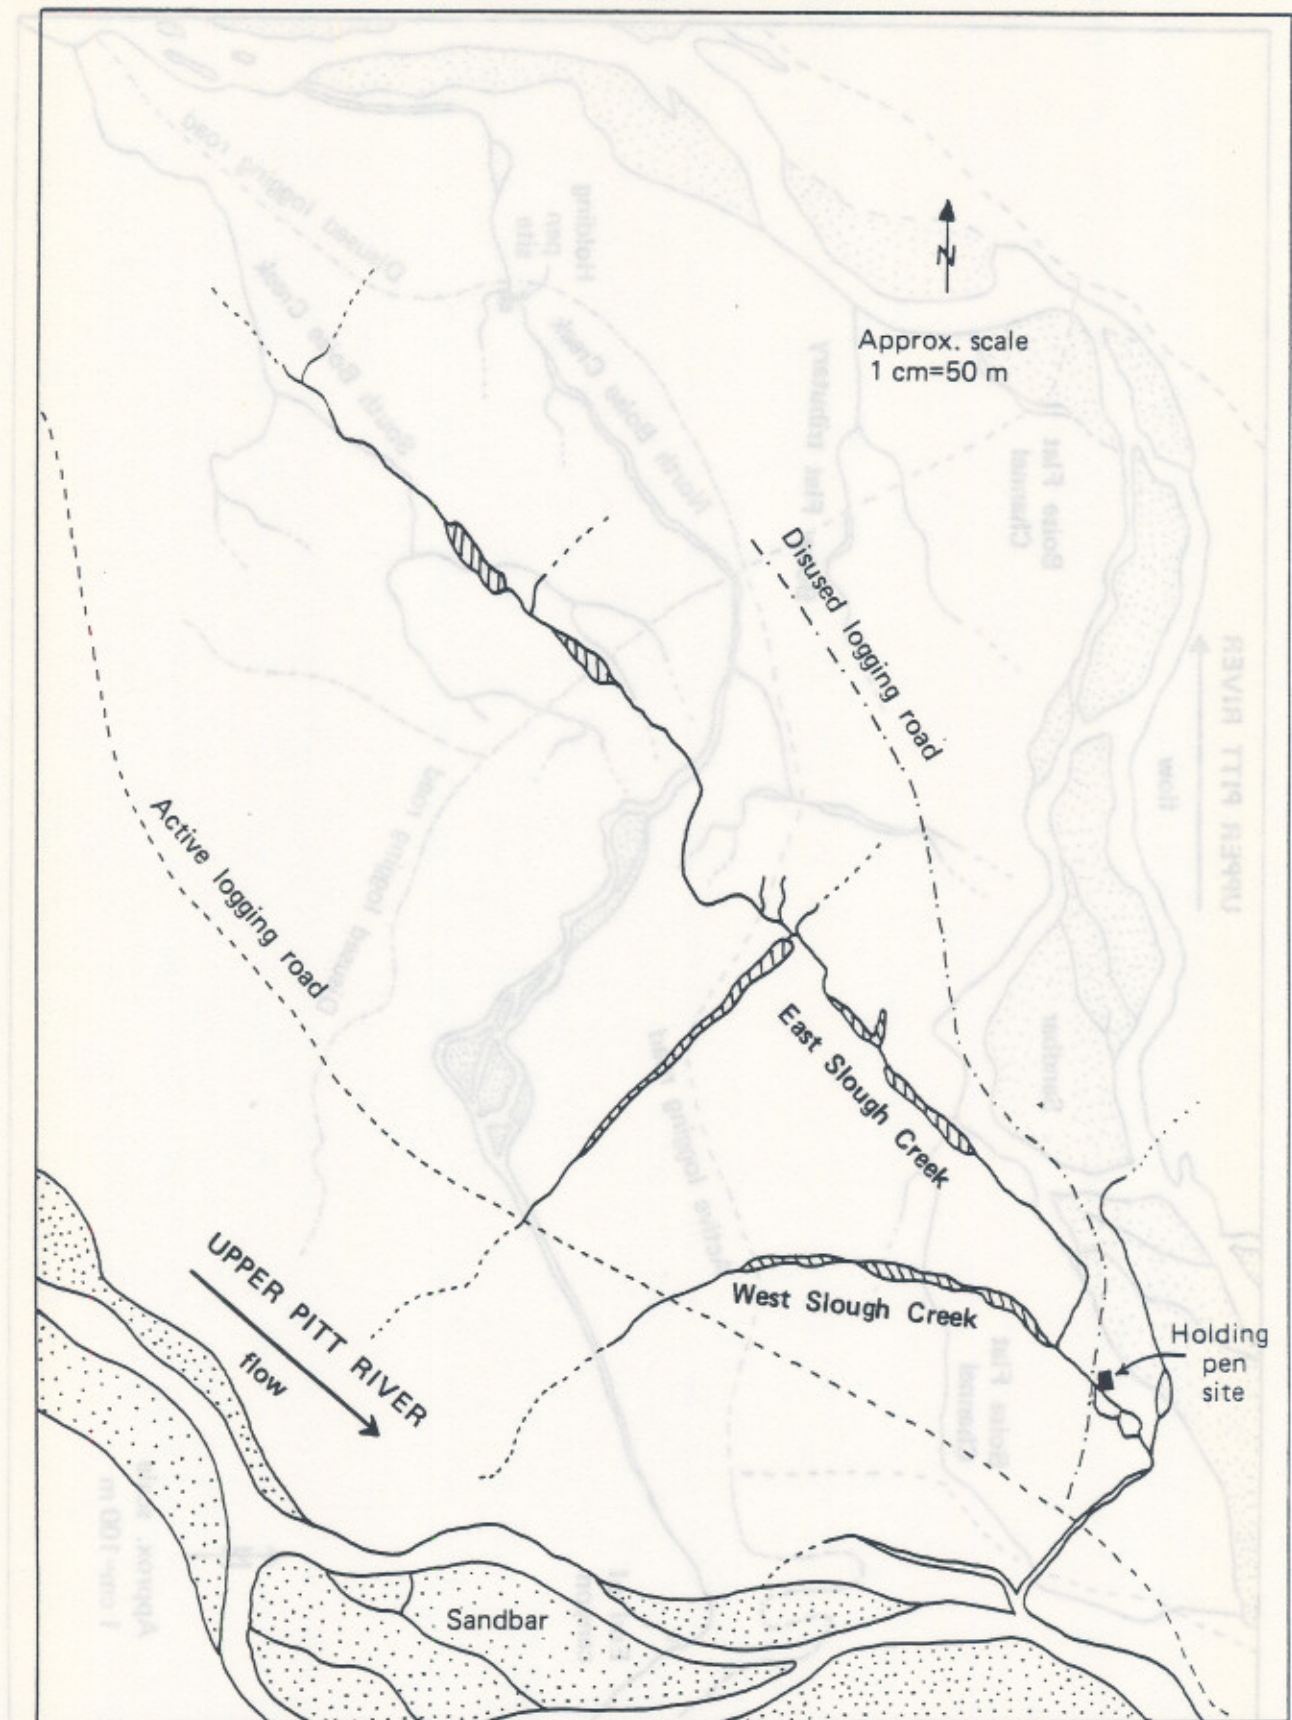 N
Approx. scale
1 cm=50 m
Disused logging road
Active logging road
East Slough Creek
West Slough Creek
UPPER PITT RIVER
flow
Holding
pen
site
Sandbar